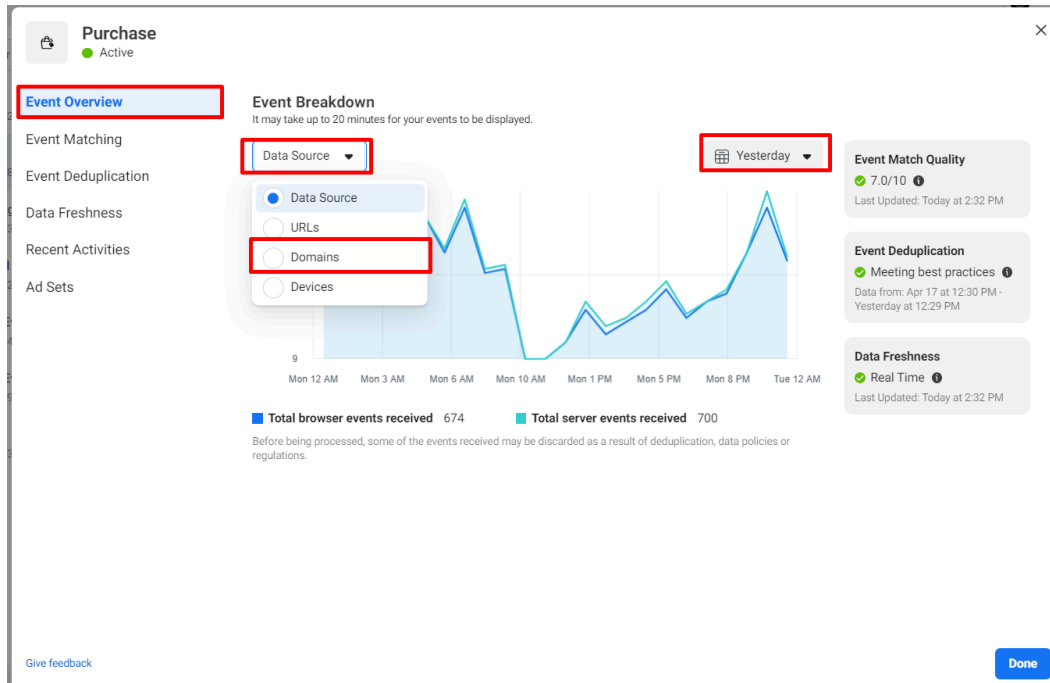 Purchase
Active
Event Overview
Event Matching
Event Deduplication
Data Freshness
Recent Activities
Ad Sets
Event Breakdown
It may take up to 20 minutes for your events to be displayed.
Data Source
Yesterday
Data Source
URLs
Domains
Devices
9
Mon 12 AM Mon 3 AM Mon 6 AM Mon 10 AM Mon 1 PM Mon 5 PM Mon 8 PM Tue 12 AM
Total browser events received 674 Total server events received 700
Before being processed, some of the events received may be discarded as a result of deduplication, data policies or
regulations.
Event Match Quality
7.0/10
Last Updated: Today at 2:32 PM
Event Deduplication
Meeting best practices
Data from: Apr 17 at 12:30 PM -
Yesterday at 12:29 PM
Data Freshness
Real Time
Last Updated: Today at 2:32 PM
Give feedback
Done